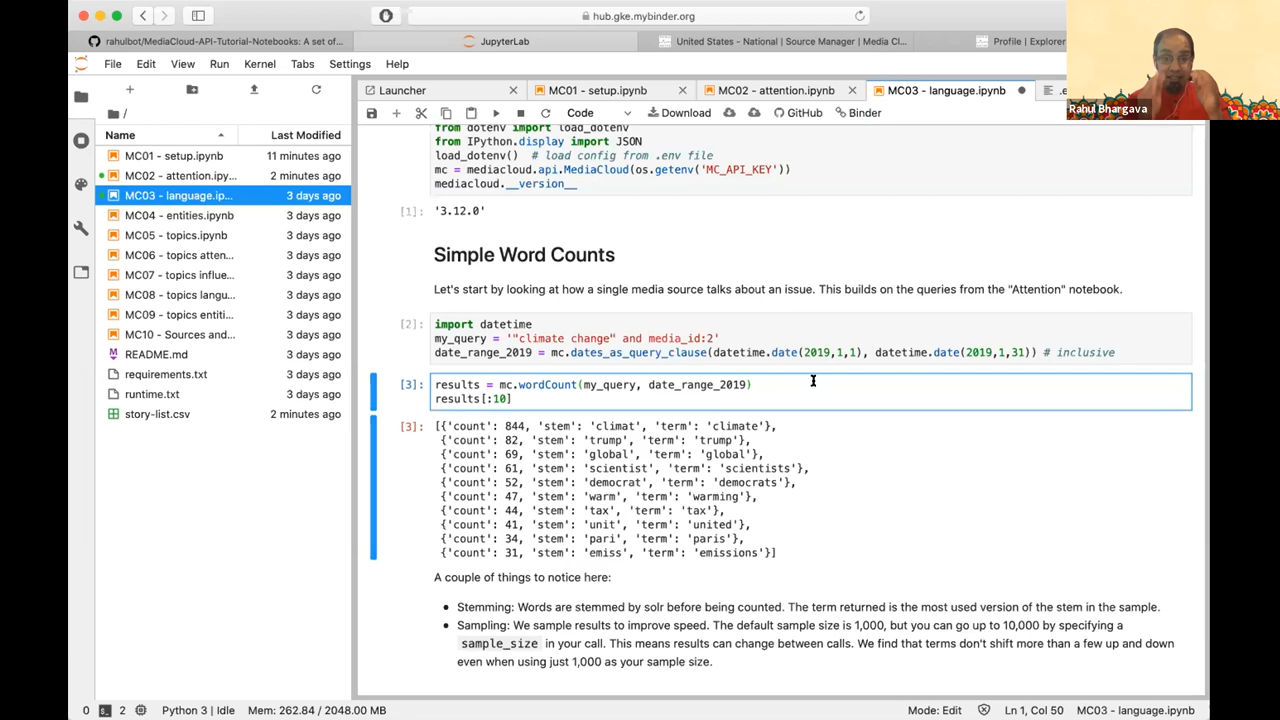 hub.gke.mybinder.org
rahulbot/MediaCloud-API-Tutorial-Notebooks: A set of...
JupyterLab
United States - National | Source Manager | Media Cl...
Profile | Explorer
File Edit View Run Kernel Tabs Settings Help
Rahul Bhargava
Launcher
MC01 - setup.ipynb
MC02 - attention.ipynb
MC03 - language.ipynb
Code
Download
GitHub
Binder
/
Name Last Modified
MC01 - setup.ipynb 11 minutes ago
MC02 - attention.ipy... 2 minutes ago
MC03 - language.ip... 3 days ago
MC04 - entities.ipynb 3 days ago
MC05 - topics.ipynb 3 days ago
MC06 - topics atten... 3 days ago
MC07 - topics influe... 3 days ago
MC08 - topics langu... 3 days ago
MC09 - topics entiti... 3 days ago
MC10 - Sources and... 3 days ago
README.md 3 days ago
requirements.txt 3 days ago
runtime.txt 3 days ago
story-list.csv 2 minutes ago
from dotenv import load_dotenv
from IPython.display import JSON
load_dotenv() # load config from .env file
mc = mediacloud.api.MediaCloud(os.getenv('MC_API_KEY'))
mediacloud.__version__
[1]: '3.12.0'
Simple Word Counts
Let's start by looking at how a single media source talks about an issue. This builds on the queries from the "Attention" notebook.
[2]: import datetime
my_query = '"climate change" and media_id:2'
date_range_2019 = mc.dates_as_query_clause(datetime.date(2019,1,1), datetime.date(2019,1,31)) # inclusive
[3]: results = mc.wordCount(my_query, date_range_2019)
results[:10]
[3]: [{'count': 844, 'stem': 'climat', 'term': 'climate'},
{'count': 82, 'stem': 'trump', 'term': 'trump'},
{'count': 69, 'stem': 'global', 'term': 'global'},
{'count': 61, 'stem': 'scientist', 'term': 'scientists'},
{'count': 52, 'stem': 'democrat', 'term': 'democrats'},
{'count': 47, 'stem': 'warm', 'term': 'warming'},
{'count': 44, 'stem': 'tax', 'term': 'tax'},
{'count': 41, 'stem': 'unit', 'term': 'united'},
{'count': 34, 'stem': 'pari', 'term': 'paris'},
{'count': 31, 'stem': 'emiss', 'term': 'emissions'}]
A couple of things to notice here:
• Stemming: Words are stemmed by solr before being counted. The term returned is the most used version of the stem in the sample.
• Sampling: We sample results to improve speed. The default sample size is 1,000, but you can go up to 10,000 by specifying a
sample_size in your call. This means results can change between calls. We find that terms don't shift more than a few up and down
even when using just 1,000 as your sample size.
0 2 Python 3 | Idle Mem: 262.84 / 2048.00 MB Mode: Edit Ln 1, Col 50 MC03 - language.ipynb